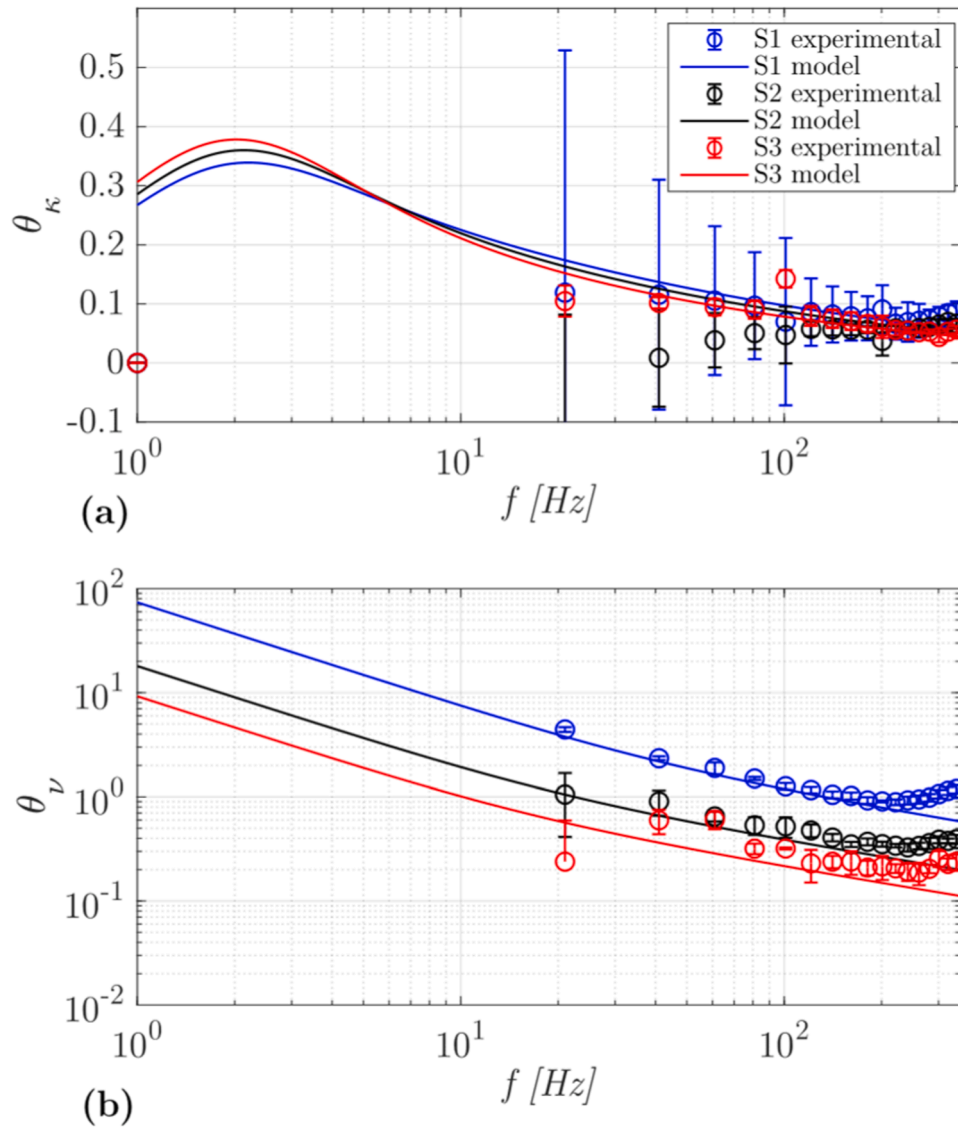 0.5
0.4
0.3
0.2
0.1
0
-0.1
θκ
S1 experimental
S1 model
S2 experimental
S2 model
S3 experimental
S3 model
10⁰ 10¹ 10²
f [Hz]
(a)
10²
10¹
10⁰
10⁻¹
10⁻²
θν
10⁰ 10¹ 10²
f [Hz]
(b)